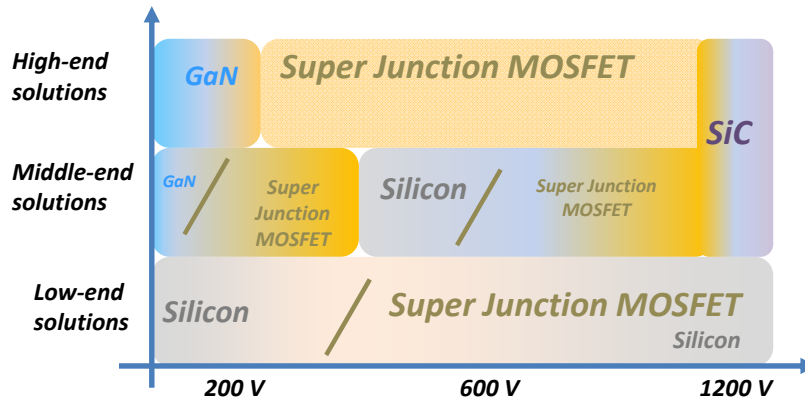 High-end
solutions
GaN
Super Junction MOSFET
SiC
Middle-end
solutions
GaN
Super
Junction
MOSFET
Silicon
Super Junction
MOSFET
Low-end
solutions
Silicon
Super Junction MOSFET
Silicon
200 V
600 V
1200 V